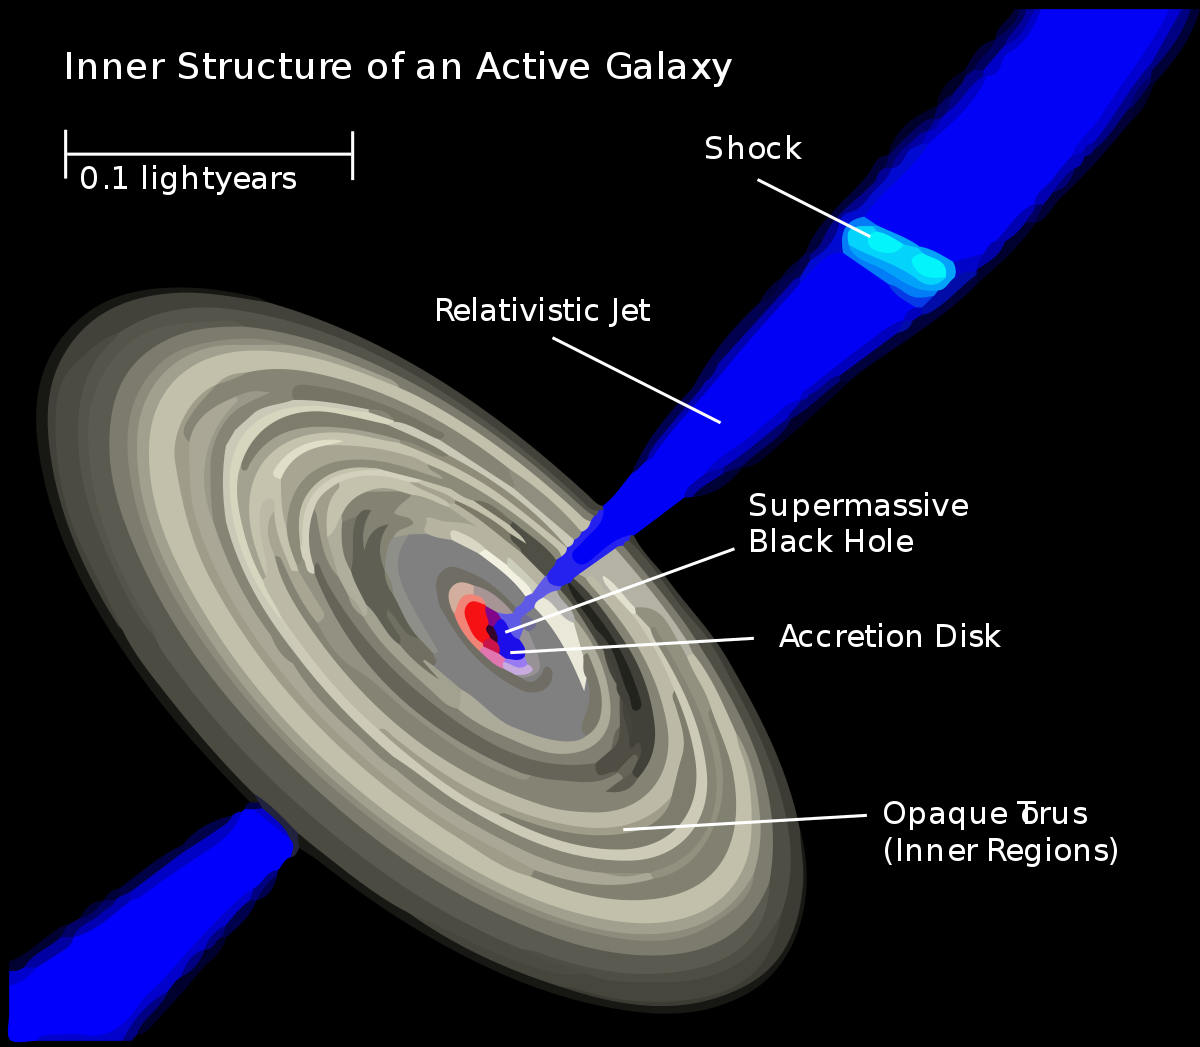 Inner Structure of an Active Galaxy
0.1 lightyears
Shock
Relativistic Jet
Supermassive
Black Hole
Accretion Disk
Opaque Torus
(Inner Regions)